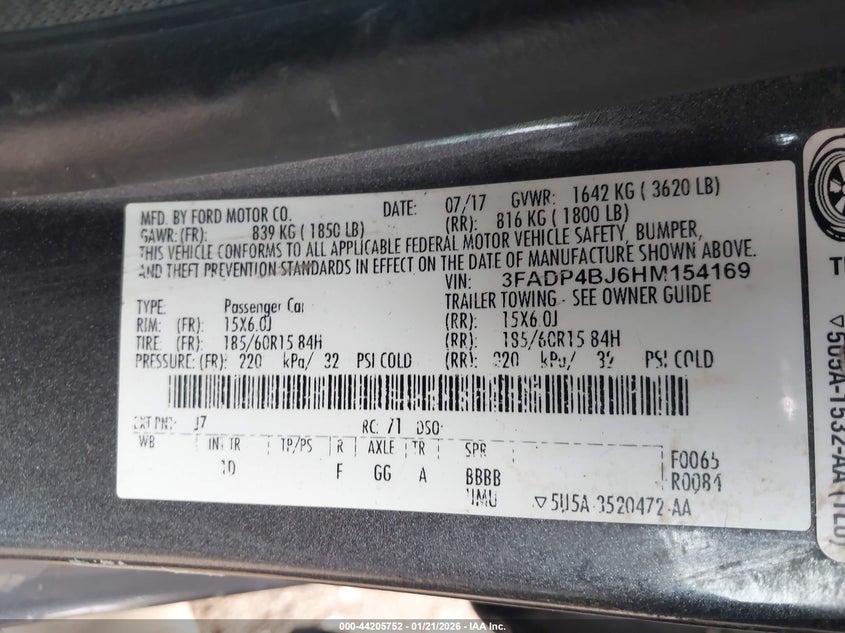 MFD. BY FORD MOTOR CO. DATE: 07/17 GVWR: 1642 KG ( 3620 LB)
GAWR: (FR): 839 KG ( 1850 LB) (RR): 816 KG ( 1800 LB)
THIS VEHICLE CONFORMS TO ALL APPLICABLE FEDERAL MOTOR VEHICLE SAFETY, BUMPER,
AND THEFT PREVENTION STANDARDS IN EFFECT ON THE DATE OF MANUFACTURE SHOWN ABOVE.
VIN: 3FADP4BJ6HM154169
TYPE: Passenger Car TRAILER TOWING - SEE OWNER GUIDE
RIM: (FR): 15X6.0J (RR): 15X6.0J
TIRE: (FR): 185/60R15 84H (RR): 185/60R15 84H
PRESSURE: (FR): 220 kPa/ 32 PSI COLD (RR): 220 kPa/ 32 PSI COLD
EXT PNT: J7 RC: 71 DSO:
WB INT TR TP/PS R AXLE TR SPR F0065
F GG A BBBB R0084
UMU ▽5U5A-3520472-AA
▽5U5A-1532-AA (TLD)
000-44205752 - 01/21/2026 - IAA Inc.